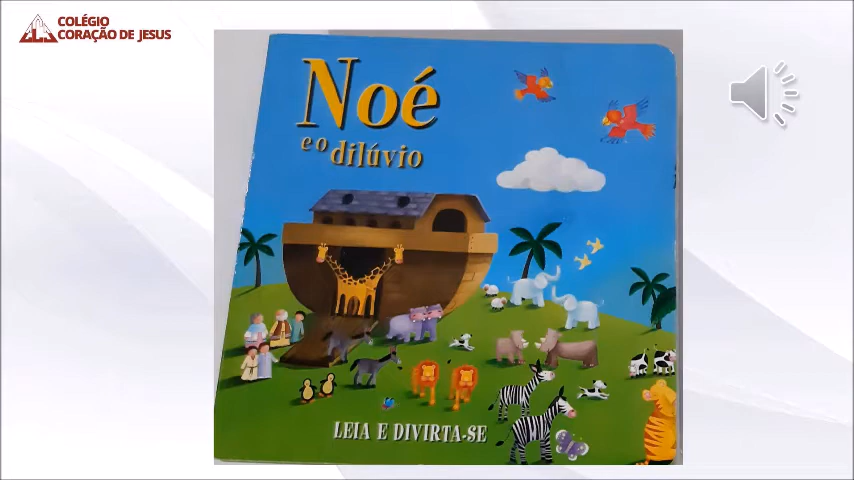 COLÉGIO
CORAÇÃO DE JESUS
Noé
e o dilúvio
LEIA E DIVIRTA-SE